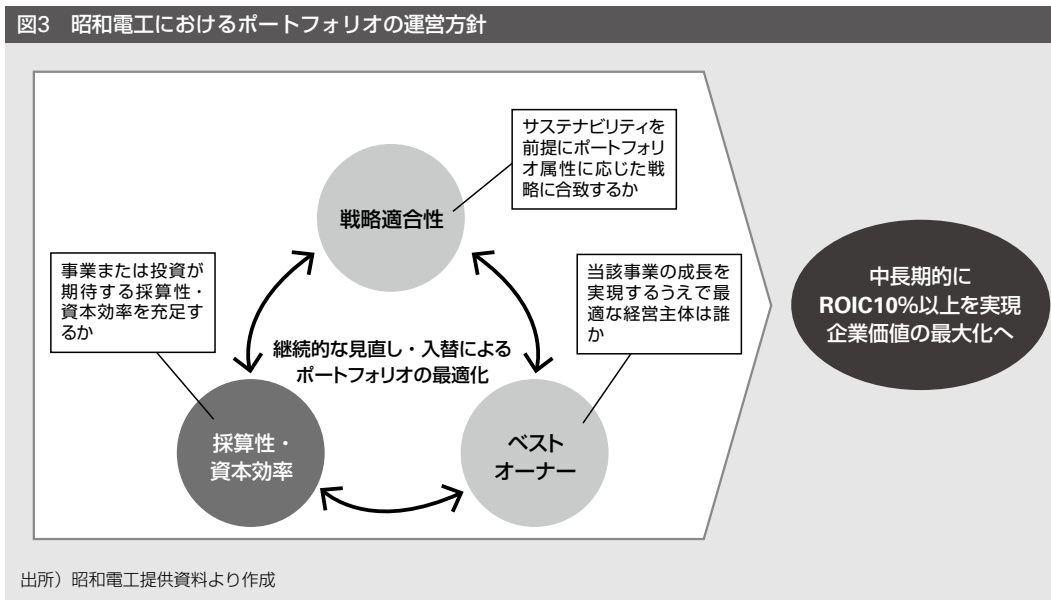 図3 昭和電工におけるポートフォリオの運営方針
サステナビリティを
前提にポートフォリ
オ属性に応じた戦
略に合致するか
戦略適合性
事業または投資が
期待する採算性・
資本効率を充足す
るか
当該事業の成長を
実現するうえで最
適な経営主体は誰
か
継続的な見直し・入替による
ポートフォリオの最適化
採算性・
資本効率
ベスト
オーナー
中長期的に
ROIC10%以上を実現
企業価値の最大化へ
出所）昭和電工提供資料より作成